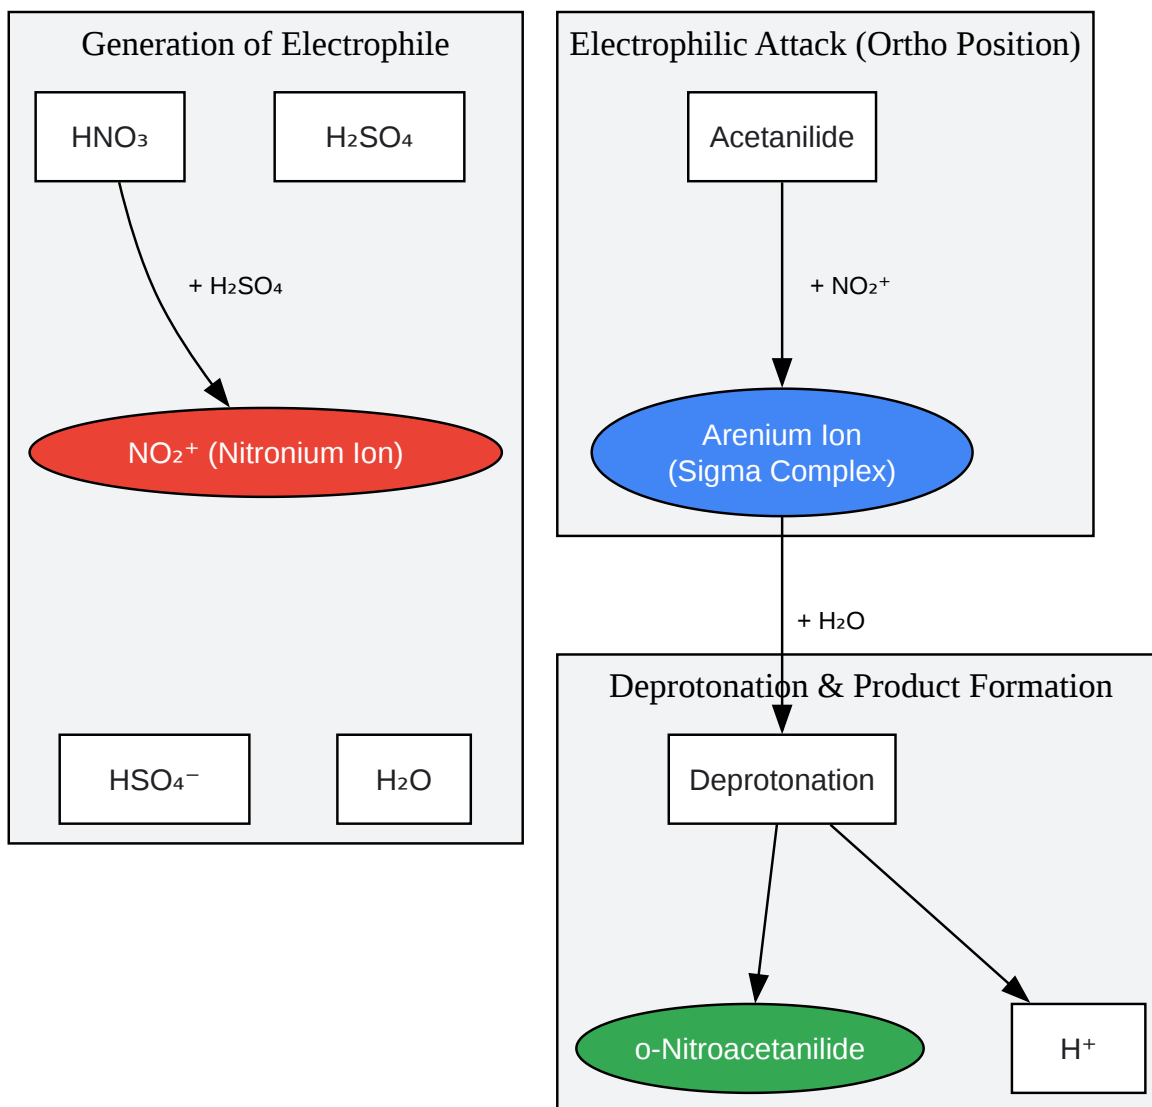 Generation of Electrophile
HNO₃
H₂SO₄
+ H₂SO₄
NO₂⁺ (Nitronium Ion)
HSO₄⁻
H₂O
Electrophilic Attack (Ortho Position)
Acetanilide
+ NO₂⁺
Arenium Ion
(Sigma Complex)
+ H₂O
Deprotonation & Product Formation
Deprotonation
o-Nitroacetanilide
H⁺